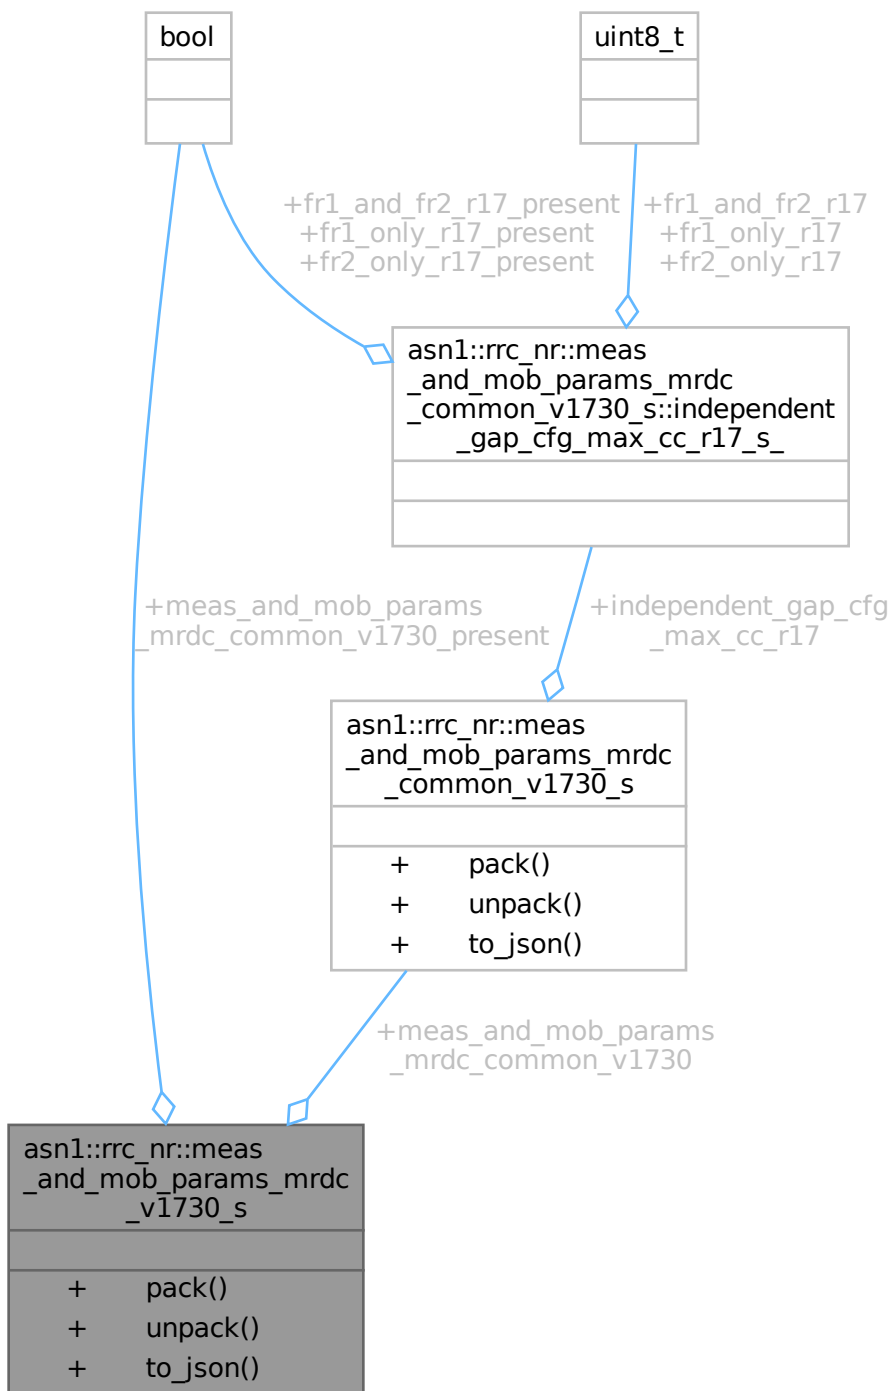 bool
uint8_t
+fr1_and_fr2_r17_present
+fr1_only_r17_present
+fr2_only_r17_present
+fr1_and_fr2_r17
+fr1_only_r17
+fr2_only_r17
asn1::rrc_nr::meas
_and_mob_params_mrdc
_common_v1730_s::independent
_gap_cfg_max_cc_r17_s_
+meas_and_mob_params
_mrdc_common_v1730_present
+independent_gap_cfg
_max_cc_r17
asn1::rrc_nr::meas
_and_mob_params_mrdc
_common_v1730_s
+ pack()
+ unpack()
+ to_json()
+meas_and_mob_params
_mrdc_common_v1730
asn1::rrc_nr::meas
_and_mob_params_mrdc
_v1730_s
+ pack()
+ unpack()
+ to_json()